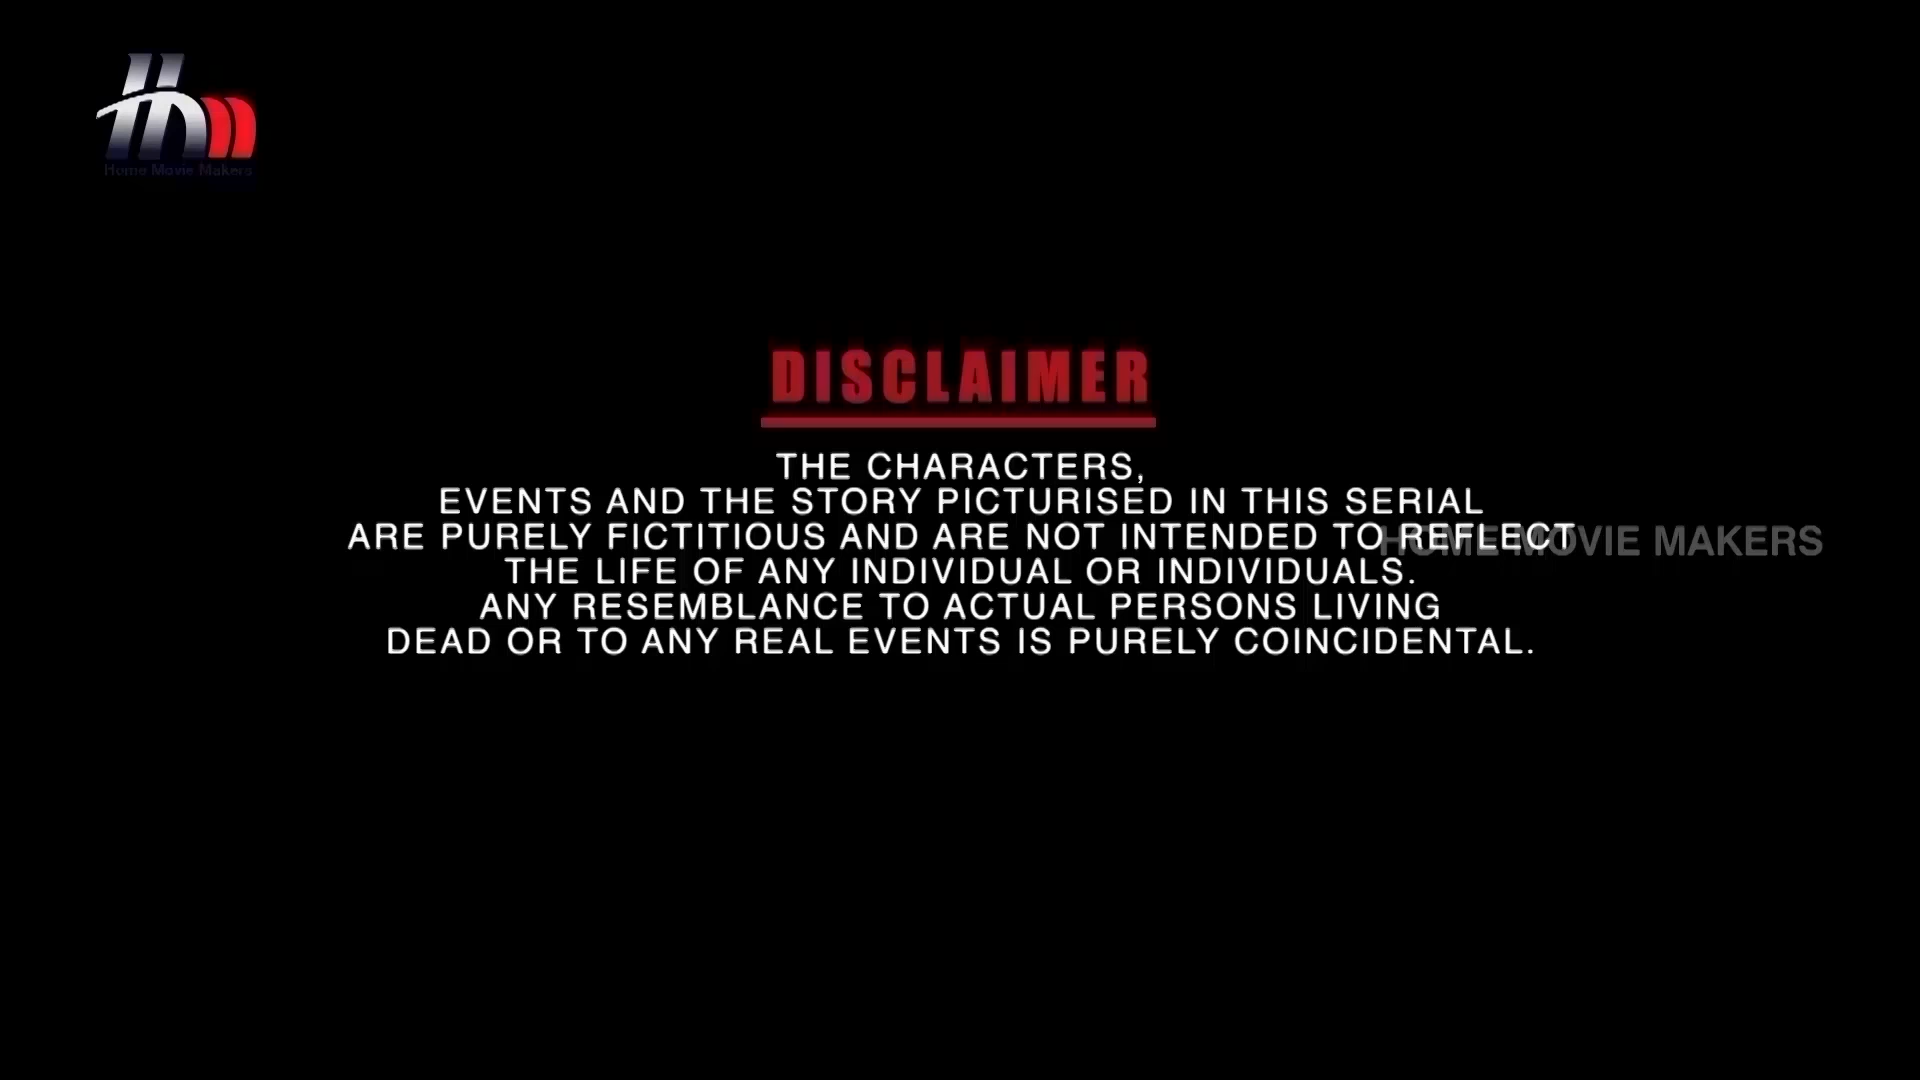 Home Movie Makers
DISCLAIMER
THE CHARACTERS,
EVENTS AND THE STORY PICTURISED IN THIS SERIAL
ARE PURELY FICTITIOUS AND ARE NOT INTENDED TO REFLECT
HOME MOVIE MAKERS
THE LIFE OF ANY INDIVIDUAL OR INDIVIDUALS.
ANY RESEMBLANCE TO ACTUAL PERSONS LIVING
DEAD OR TO ANY REAL EVENTS IS PURELY COINCIDENTAL.